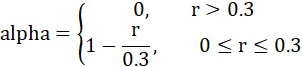 alpha = { 0, r > 0.3
1 − r/0.3, 0 ≤ r ≤ 0.3